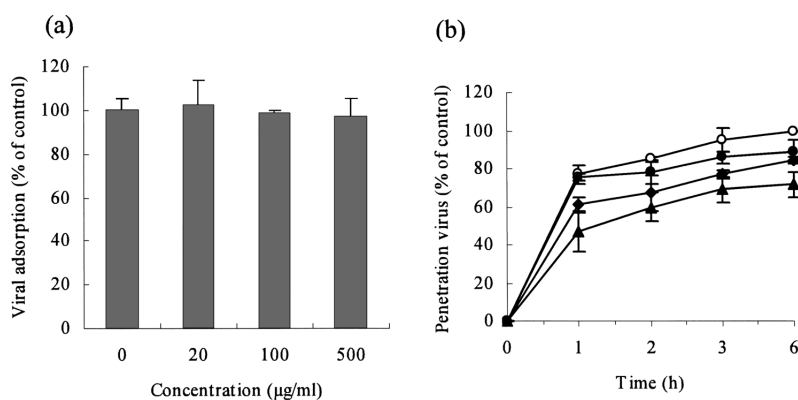 (a)
120
100
80
60
40
20
0
Viral adsorption (% of control)
0 20 100 500
Concentration (μg/ml)
(b)
120
100
80
60
40
20
0
Penetration virus (% of control)
0 1 2 3 6
Time (h)